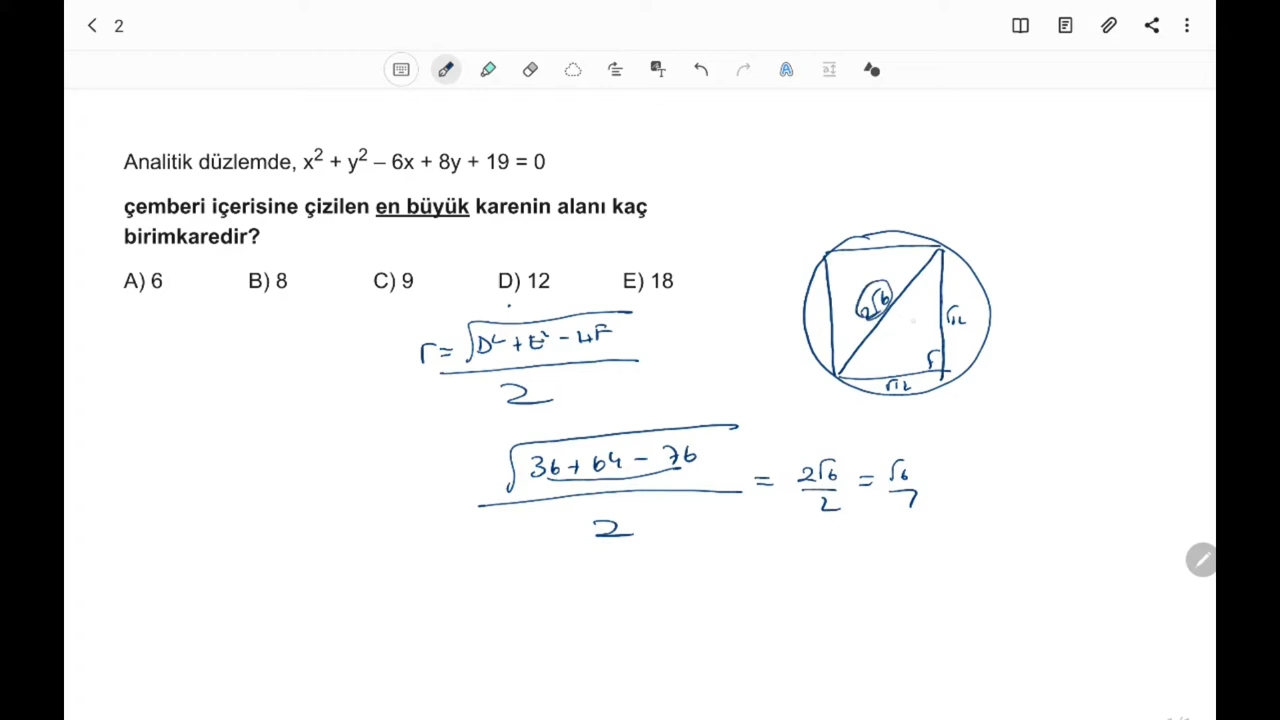 2
Analitik düzlemde, x² + y² – 6x + 8y + 19 = 0
çemberi içerisine çizilen en büyük karenin alanı kaç
birimkaredir?
A) 6 B) 8 C) 9 D) 12 E) 18
r = √(D² + E² – 4F) / 2
2√6
√12
√12
√(36 + 64 – 76) / 2 = 2√6 / 2 = √6